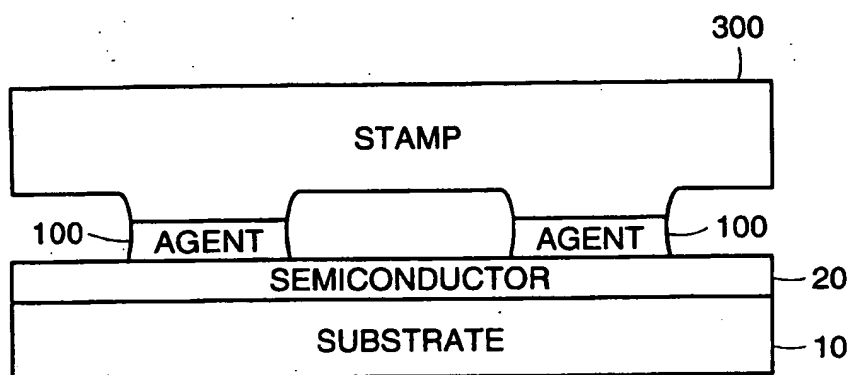 300
STAMP
100 AGENT AGENT 100
SEMICONDUCTOR 20
SUBSTRATE 10